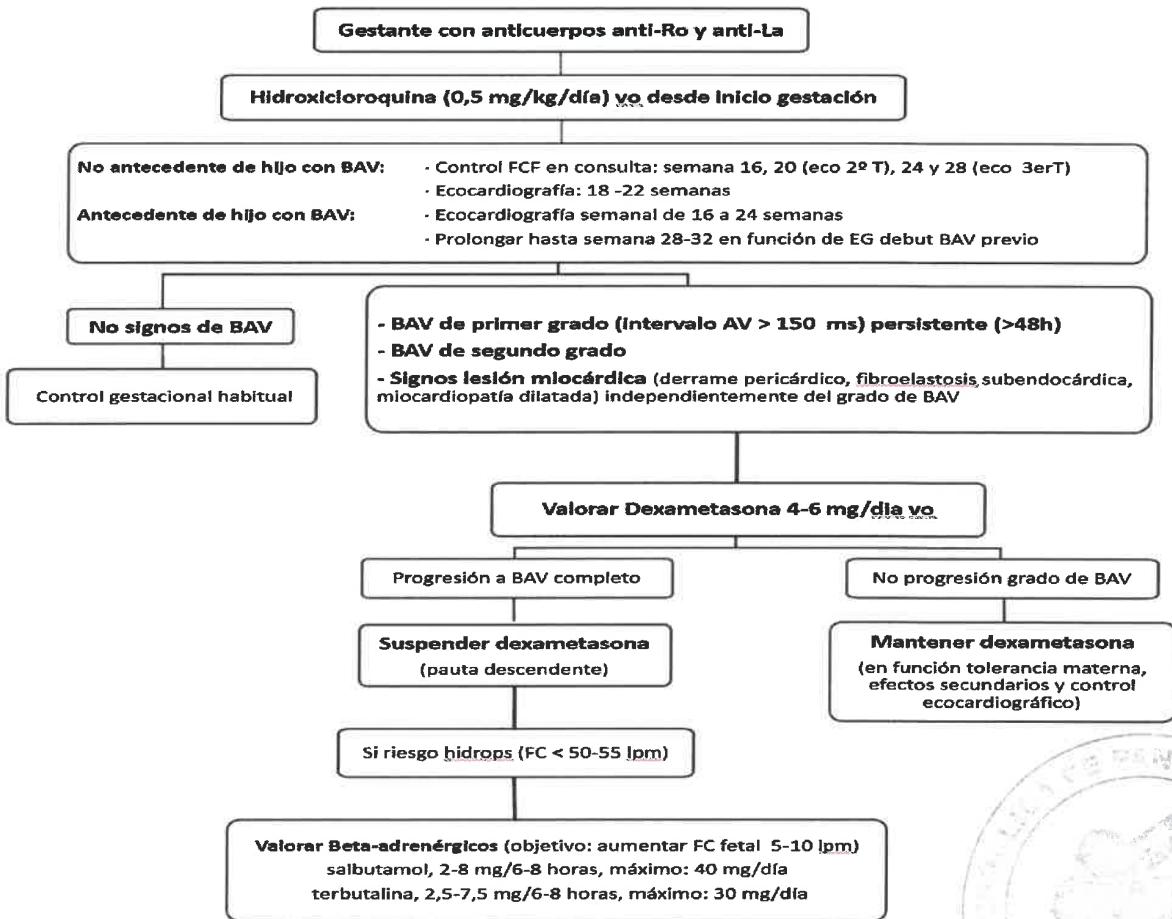 Gestante con anticuerpos anti-Ro y anti-La
Hidroxicloroquina (0,5 mg/kg/día) vo desde inicio gestación
No antecedente de hijo con BAV: · Control FCF en consulta: semana 16, 20 (eco 2º T), 24 y 28 (eco 3erT)
· Ecocardiografía: 18 -22 semanas
Antecedente de hijo con BAV: · Ecocardiografía semanal de 16 a 24 semanas
· Prolongar hasta semana 28-32 en función de EG debut BAV previo
No signos de BAV
Control gestacional habitual
- BAV de primer grado (intervalo AV > 150 ms) persistente (>48h)
- BAV de segundo grado
- Signos lesión miocárdica (derrame pericárdico, fibroelastosis subendocárdica,
miocardiopatía dilatada) independientemente del grado de BAV
Valorar Dexametasona 4-6 mg/dia vo
Progresión a BAV completo
Suspender dexametasona
(pauta descendente)
Si riesgo hidrops (FC < 50-55 lpm)
Valorar Beta-adrenérgicos (objetivo: aumentar FC fetal 5-10 lpm)
salbutamol, 2-8 mg/6-8 horas, máximo: 40 mg/día
terbutalina, 2,5-7,5 mg/6-8 horas, máximo: 30 mg/día
No progresión grado de BAV
Mantener dexametasona
(en función tolerancia materna,
efectos secundarios y control
ecocardiográfico)